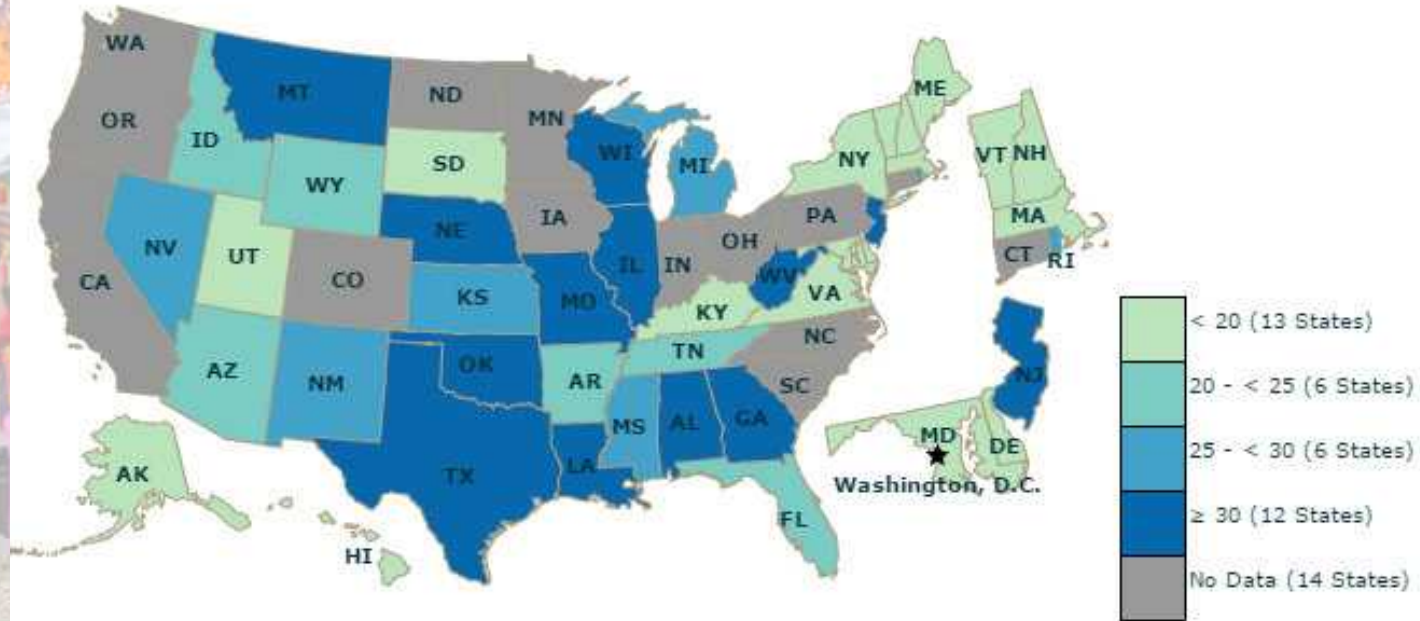 WA
MT
ND
MN
ME
OR
ID
SD
WI
MI
NY
VT NH
WY
MA
IA
PA
NE
OH
CT
RI
NV
UT
IL
IN
WV
CA
CO
KS
MO
VA
KY
NC
TN
OK
AZ
NM
AR
SC
NJ
MS
AL
GA
MD
DE
AK
LA
TX
Washington, D.C.
FL
HI
< 20 (13 States)
20 - < 25 (6 States)
25 - < 30 (6 States)
≥ 30 (12 States)
No Data (14 States)